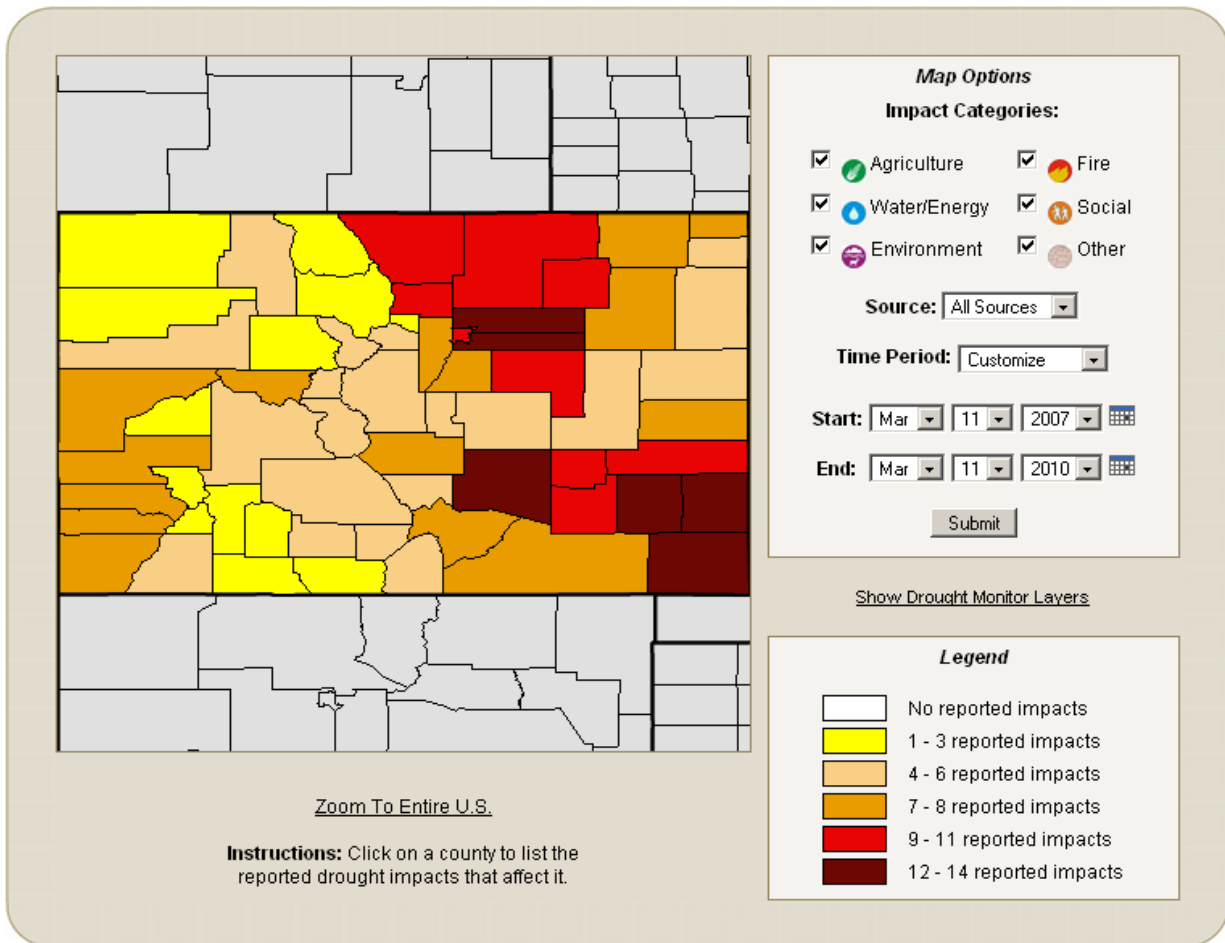 Map Options
Impact Categories:
Agriculture
Fire
Water/Energy
Social
Environment
Other
Source: All Sources
Time Period: Customize
Start: Mar 11 2007
End: Mar 11 2010
Submit
Show Drought Monitor Layers
Legend
No reported impacts
1 - 3 reported impacts
4 - 6 reported impacts
7 - 8 reported impacts
9 - 11 reported impacts
12 - 14 reported impacts
Zoom To Entire U.S.
Instructions: Click on a county to list the
reported drought impacts that affect it.